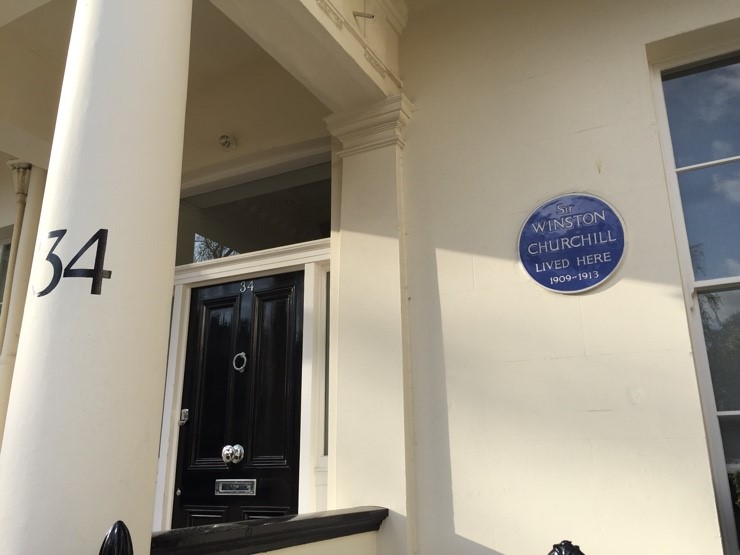 34
34
Sir
WINSTON
CHURCHILL
LIVED HERE
1909-1913